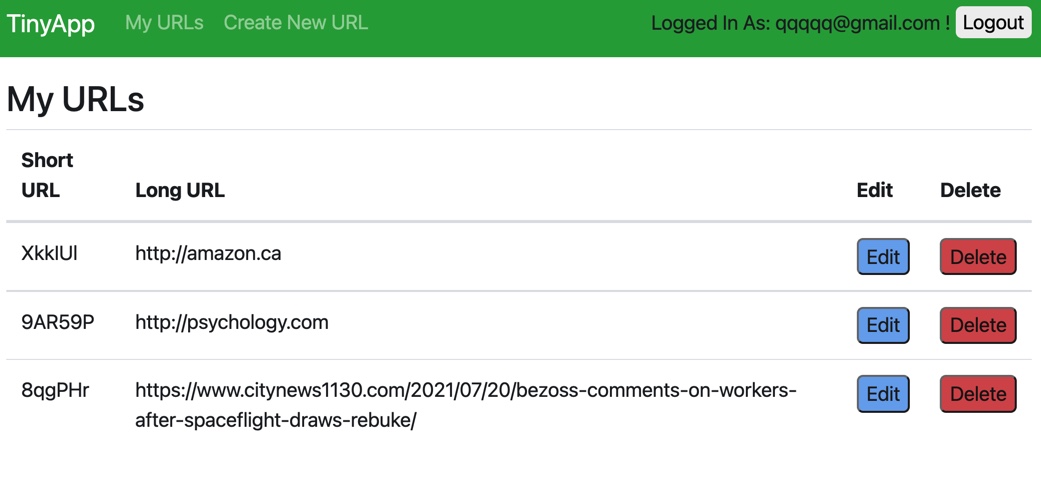 TinyApp My URLs Create New URL Logged In As: qqqqq@gmail.com ! Logout
My URLs
Short
URL Long URL Edit Delete
XkkIUl http://amazon.ca Edit Delete
9AR59P http://psychology.com Edit Delete
8qgPHr https://www.citynews1130.com/2021/07/20/bezoss-comments-on-workers- Edit Delete
after-spaceflight-draws-rebuke/